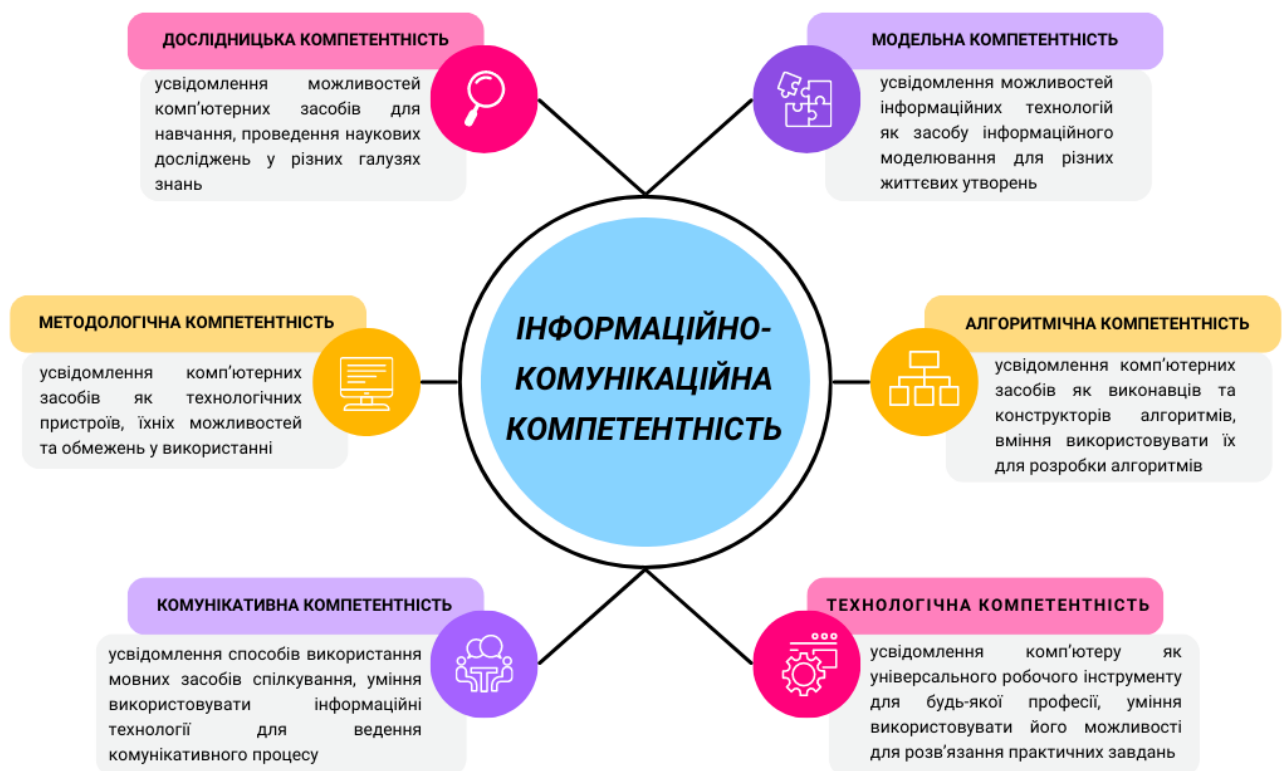 ДОСЛІДНИЦЬКА КОМПЕТЕНТНІСТЬ
усвідомлення можливостей
комп’ютерних засобів для
навчання, проведення наукових
досліджень у різних галузях
знань
МОДЕЛЬНА КОМПЕТЕНТНІСТЬ
усвідомлення можливостей
інформаційних технологій
як засобу інформаційного
моделювання для різних
життєвих утворень
МЕТОДОЛОГІЧНА КОМПЕТЕНТНІСТЬ
усвідомлення комп’ютерних
засобів як технологічних
пристроїв, їхніх можливостей
та обмежень у використанні
ІНФОРМАЦІЙНО-
КОМУНІКАЦІЙНА
КОМПЕТЕНТНІСТЬ
АЛГОРИТМІЧНА КОМПЕТЕНТНІСТЬ
усвідомлення комп’ютерних
засобів як виконавців та
конструкторів алгоритмів,
вміння використовувати їх
для розробки алгоритмів
КОМУНІКАТИВНА КОМПЕТЕНТНІСТЬ
усвідомлення способів використання
мовних засобів спілкування, уміння
використовувати інформаційні
технології для ведення
комунікативного процесу
ТЕХНОЛОГІЧНА КОМПЕТЕНТНІСТЬ
усвідомлення комп’ютеру як
універсального робочого інструменту
для будь-якої професії, уміння
використовувати його можливості
для розв’язання практичних завдань